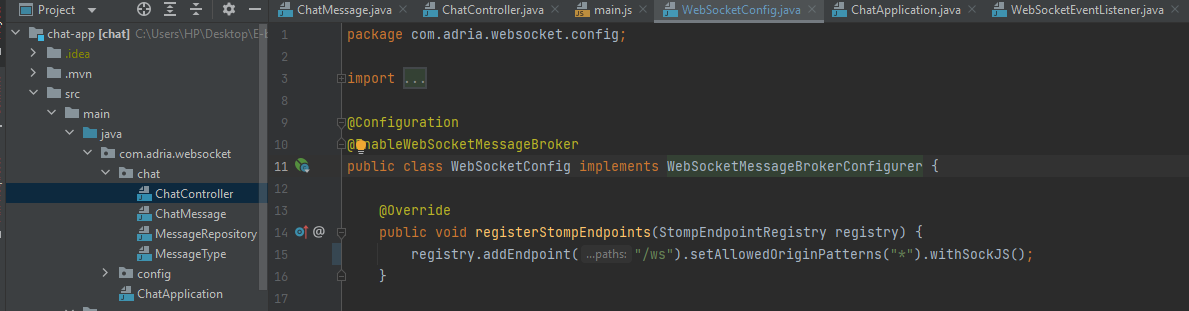 Project
ChatMessage.java
ChatController.java
main.js
WebSocketConfig.java
ChatApplication.java
WebSocketEventListener.java
chat-app [chat] C:\Users\HP\Desktop\E-b
.idea
.mvn
src
main
java
com.adria.websocket
chat
ChatController
ChatMessage
MessageRepository
MessageType
config
ChatApplication
1 package com.adria.websocket.config;
2
3 import ...
8
9 @Configuration
10 @EnableWebSocketMessageBroker
11 public class WebSocketConfig implements WebSocketMessageBrokerConfigurer {
12
13 @Override
14 @ public void registerStompEndpoints(StompEndpointRegistry registry) {
15 registry.addEndpoint( ...paths: "/ws").setAllowedOriginPatterns("*").withSockJS();
16 }
17